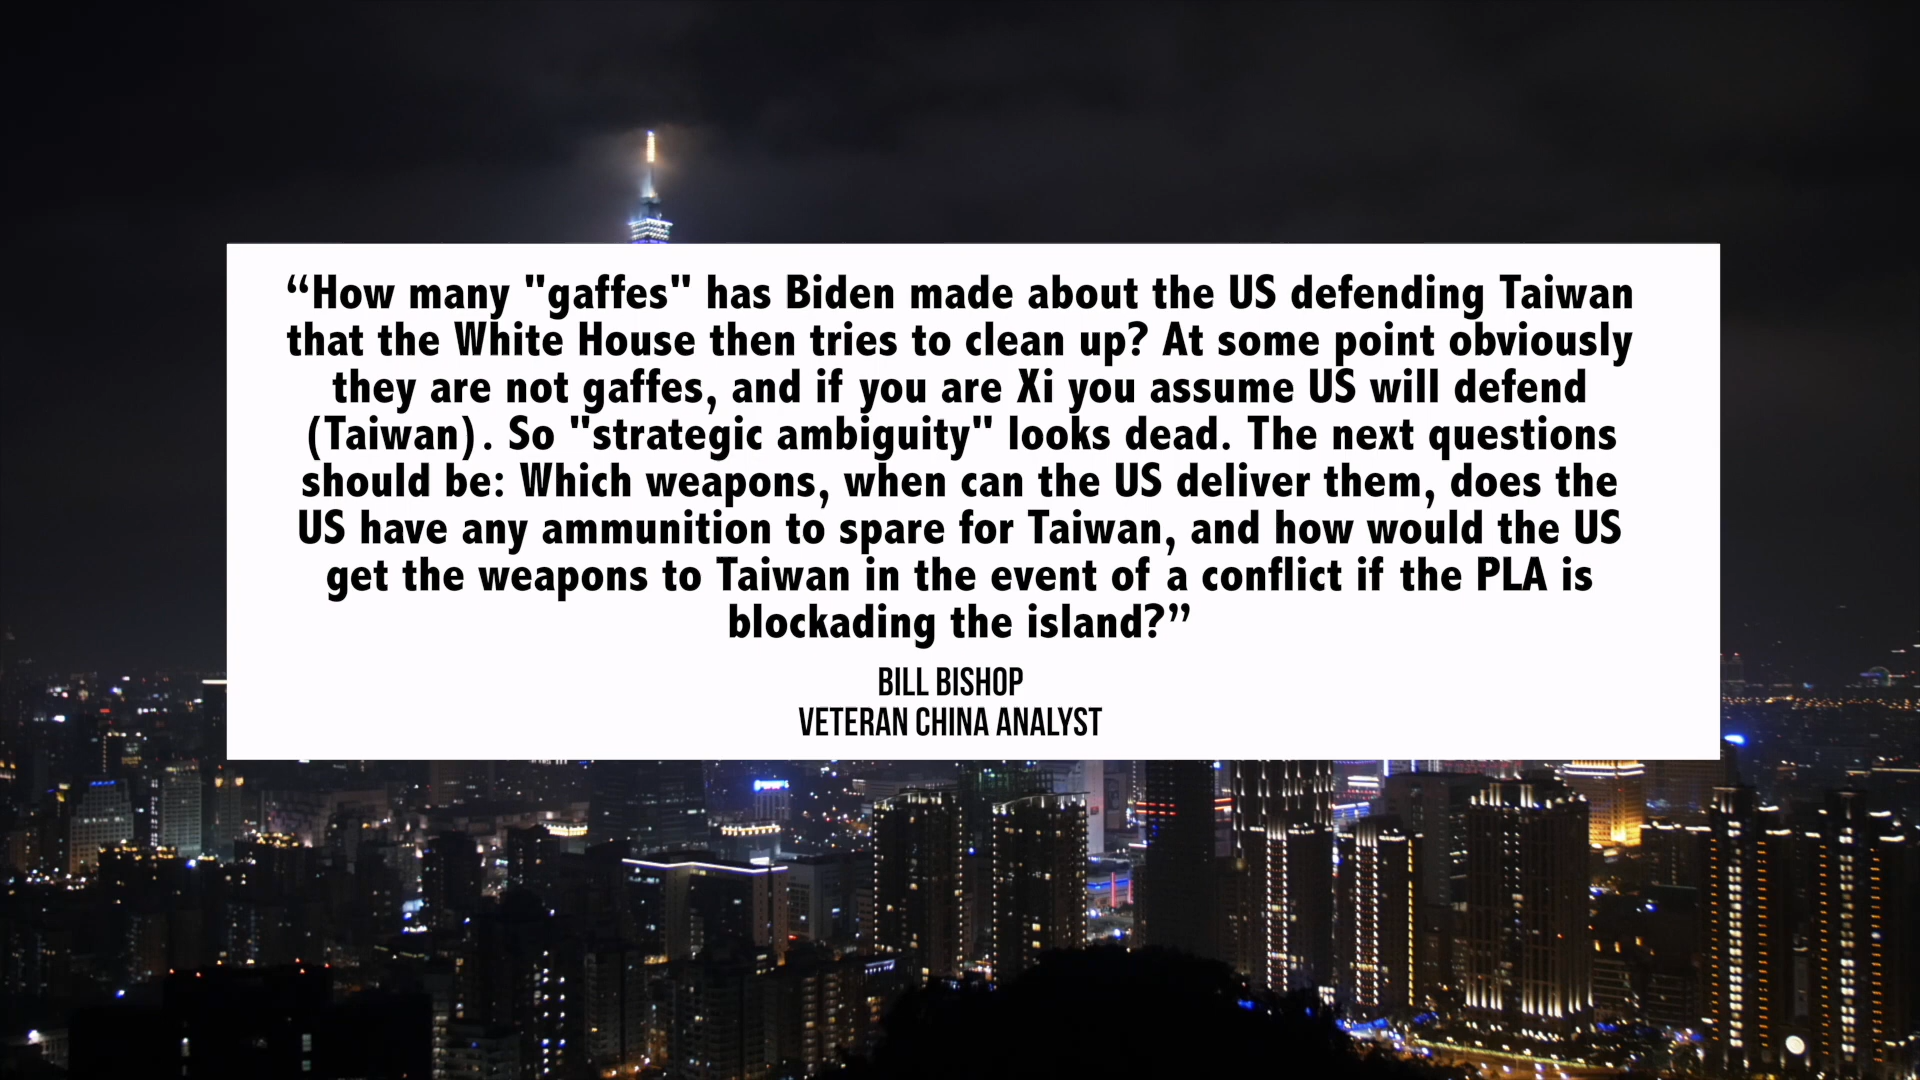 “How many "gaffes" has Biden made about the US defending Taiwan
that the White House then tries to clean up? At some point obviously
they are not gaffes, and if you are Xi you assume US will defend
(Taiwan). So "strategic ambiguity" looks dead. The next questions
should be: Which weapons, when can the US deliver them, does the
US have any ammunition to spare for Taiwan, and how would the US
get the weapons to Taiwan in the event of a conflict if the PLA is
blockading the island?”
BILL BISHOP
VETERAN CHINA ANALYST